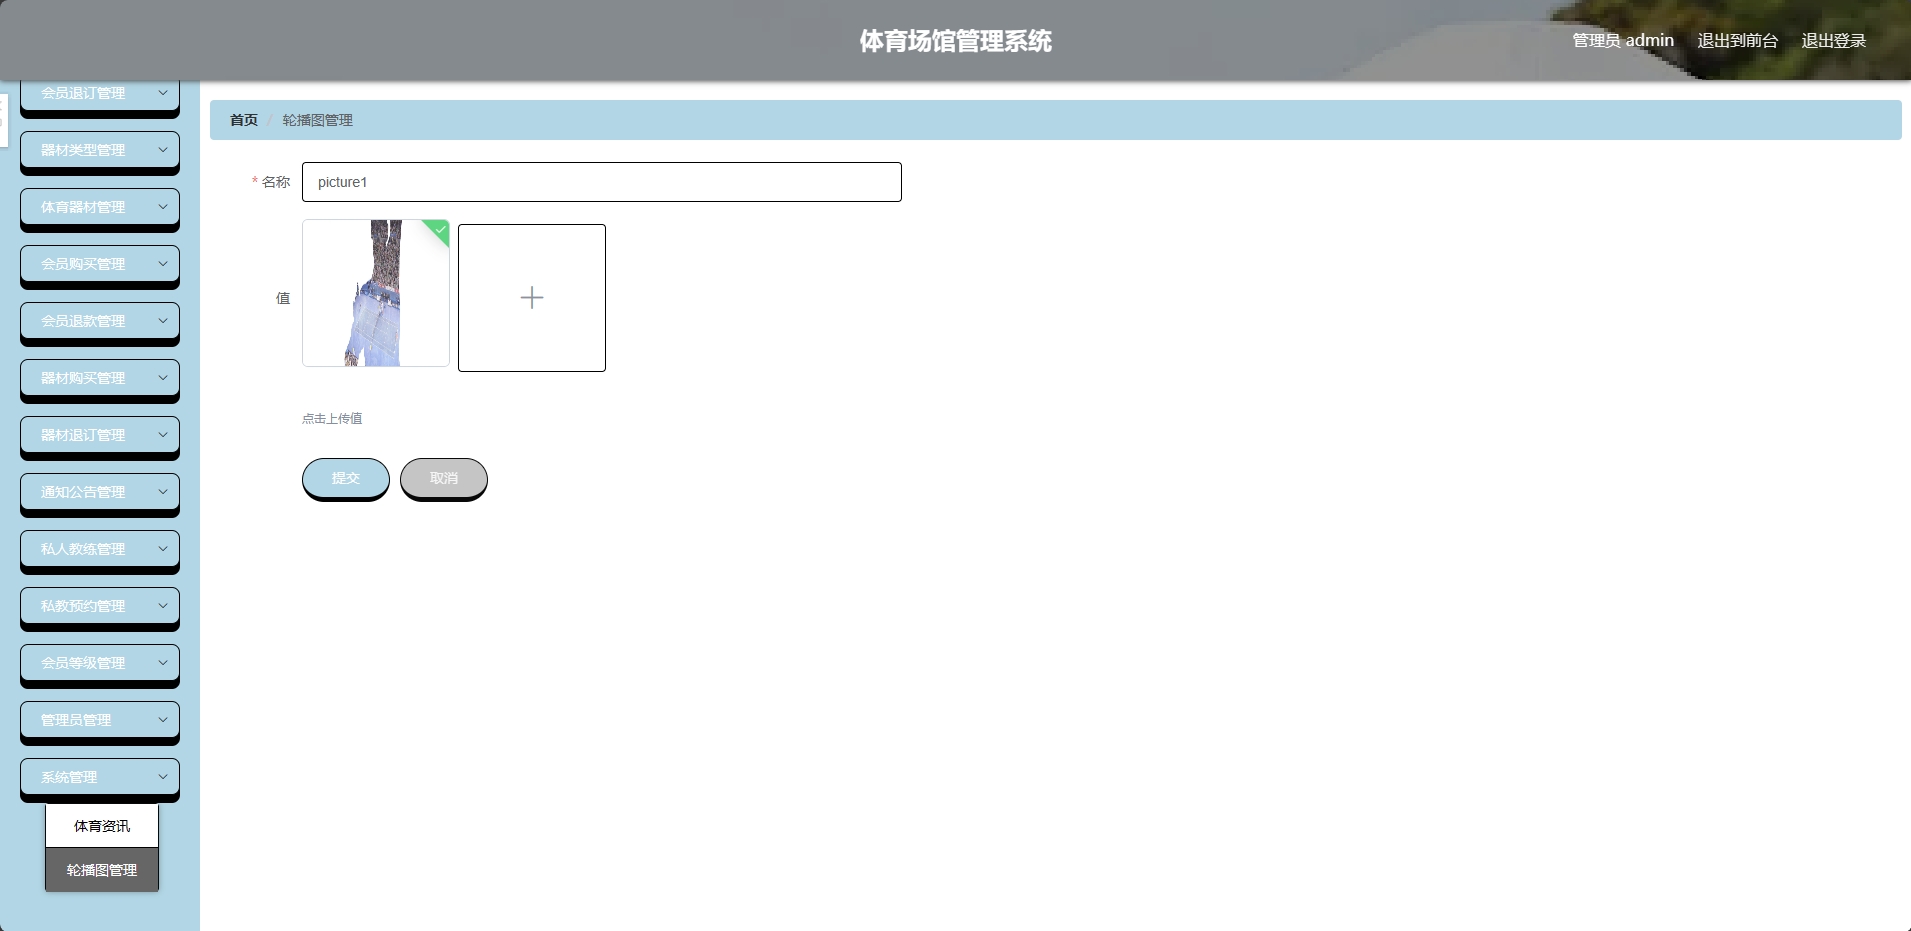 体育场馆管理系统
管理员 admin 退出到前台 退出登录
会员退订管理
器材类型管理
体育器材管理
会员购买管理
会员退款管理
器材购买管理
器材退订管理
通知公告管理
私人教练管理
私教预约管理
会员等级管理
管理员管理
系统管理
体育资讯
轮播图管理
首页 / 轮播图管理
* 名称 picture1
值
点击上传值
提交 取消